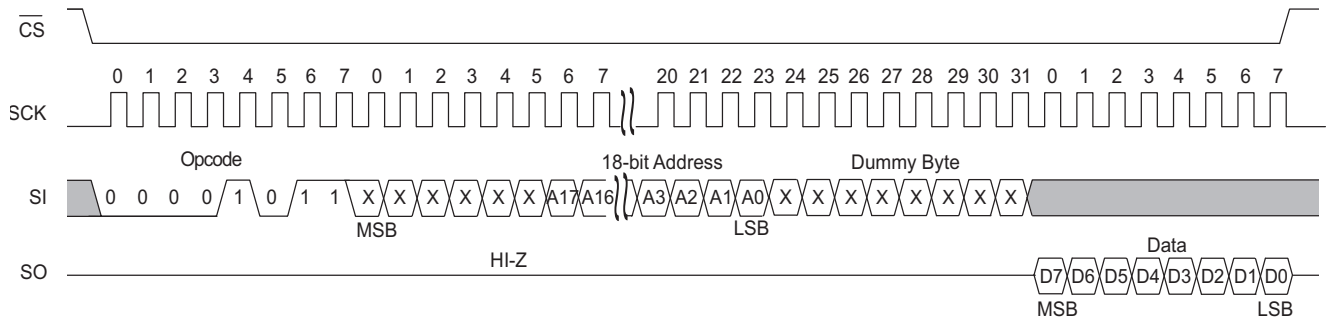 CS
0 1 2 3 4 5 6 7 0 1 2 3 4 5 6 7 20 21 22 23 24 25 26 27 28 29 30 31 0 1 2 3 4 5 6 7
SCK
Opcode 18-bit Address Dummy Byte
SI 0 0 0 0 1 0 1 1 X X X X X X A17 A16 A3 A2 A1 A0 X X X X X X X X
MSB LSB
HI-Z Data
SO D7 D6 D5 D4 D3 D2 D1 D0
MSB LSB